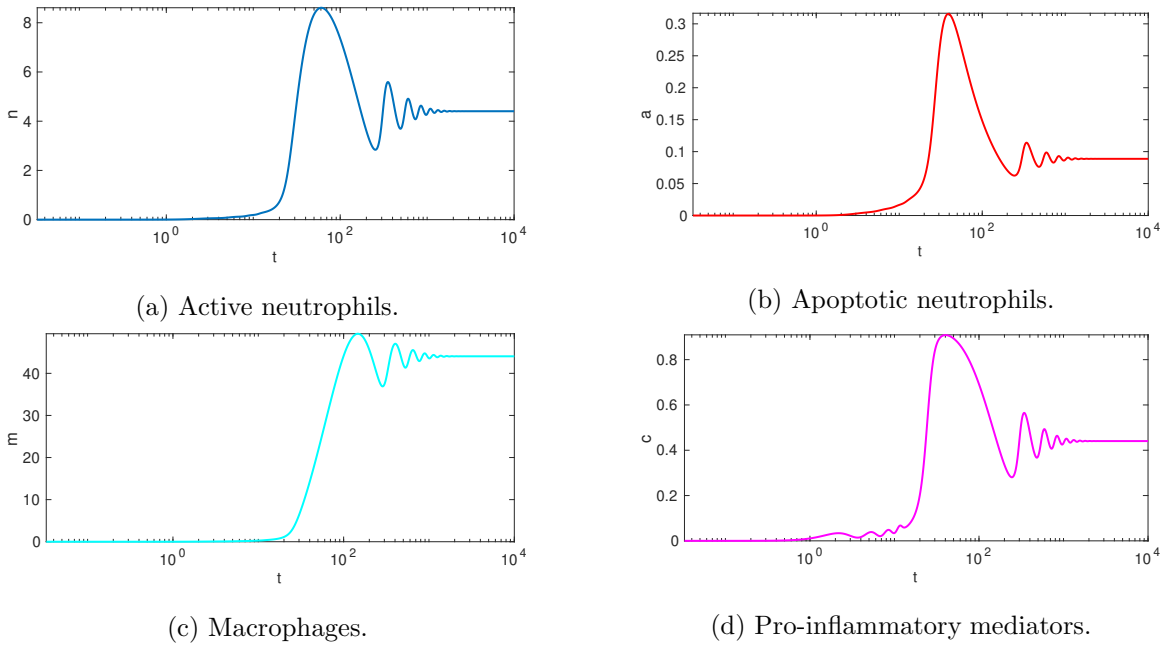 8
6
4
2
0
n
10^0
10^2
10^4
t
(a) Active neutrophils.
0.3
0.25
0.2
0.15
0.1
0.05
0
a
10^0
10^2
10^4
t
(b) Apoptotic neutrophils.
40
30
20
10
0
m
10^0
10^2
10^4
t
(c) Macrophages.
0.8
0.6
0.4
0.2
0
c
10^0
10^2
10^4
t
(d) Pro-inflammatory mediators.